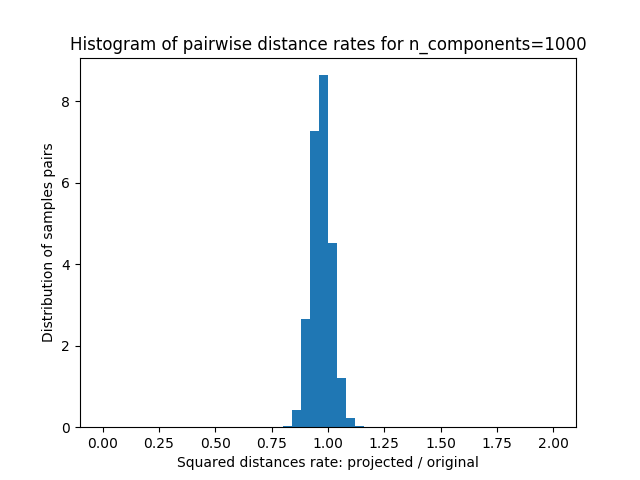 Histogram of pairwise distance rates for n_components=1000
Distribution of samples pairs
8
6
4
2
0
0.00 0.25 0.50 0.75 1.00 1.25 1.50 1.75 2.00
Squared distances rate: projected / original